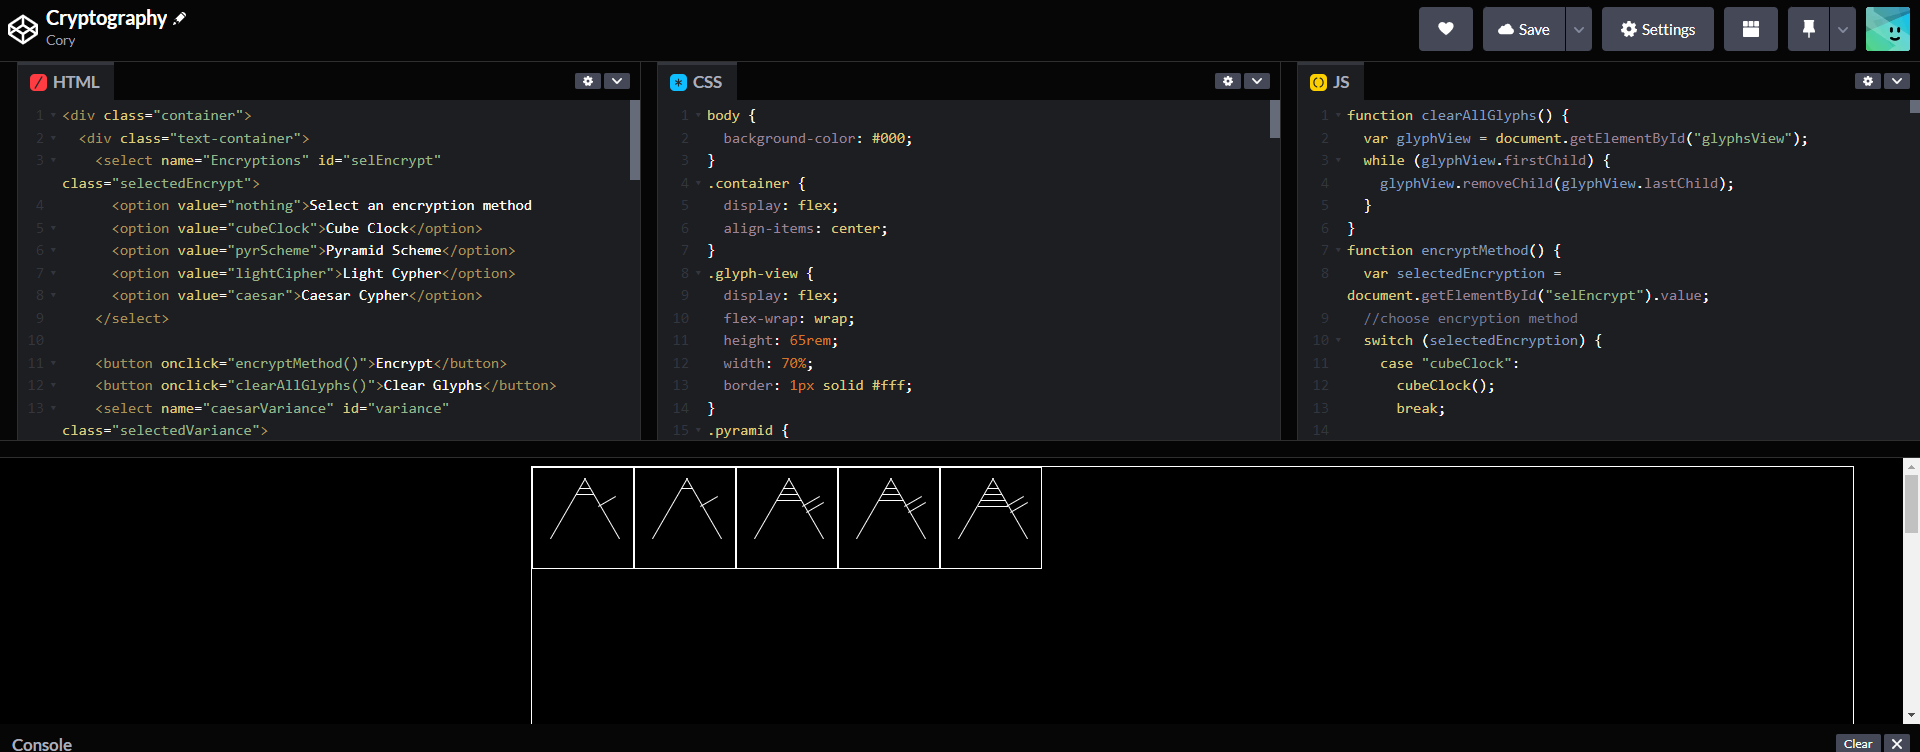 Cryptography
Cory
Save
Settings
HTML
1 <div class="container">
2 <div class="text-container">
3 <select name="Encryptions" id="selEncrypt"
class="selectedEncrypt">
4 <option value="nothing">Select an encryption method
5 <option value="cubeClock">Cube Clock</option>
6 <option value="pyrScheme">Pyramid Scheme</option>
7 <option value="lightCipher">Light Cypher</option>
8 <option value="caesar">Caesar Cypher</option>
9 </select>
10
11 <button onclick="encryptMethod()">Encrypt</button>
12 <button onclick="clearAllGlyphs()">Clear Glyphs</button>
13 <select name="caesarVariance" id="variance"
class="selectedVariance">
CSS
1 body {
2 background-color: #000;
3 }
4 .container {
5 display: flex;
6 align-items: center;
7 }
8 .glyph-view {
9 display: flex;
10 flex-wrap: wrap;
11 height: 65rem;
12 width: 70%;
13 border: 1px solid #fff;
14 }
15 .pyramid {
JS
1 function clearAllGlyphs() {
2 var glyphView = document.getElementById("glyphsView");
3 while (glyphView.firstChild) {
4 glyphView.removeChild(glyphView.lastChild);
5 }
6 }
7 function encryptMethod() {
8 var selectedEncryption =
document.getElementById("selEncrypt").value;
9 //choose encryption method
10 switch (selectedEncryption) {
11 case "cubeClock":
12 cubeClock();
13 break;
14
Console
Clear